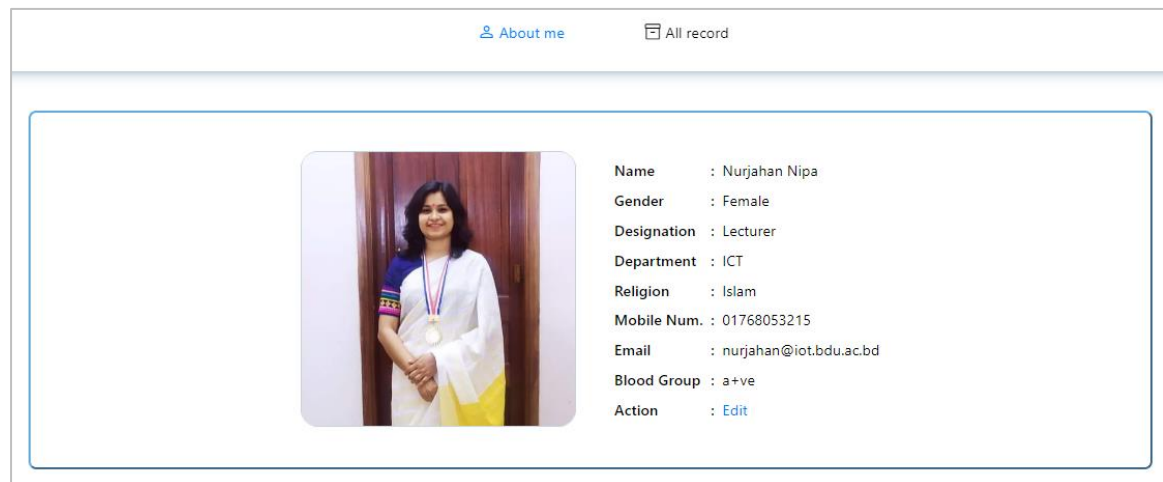 About me All record
Name : Nurjahan Nipa
Gender : Female
Designation : Lecturer
Department : ICT
Religion : Islam
Mobile Num. : 01768053215
Email : nurjahan@iot.bdu.ac.bd
Blood Group : a+ve
Action : Edit